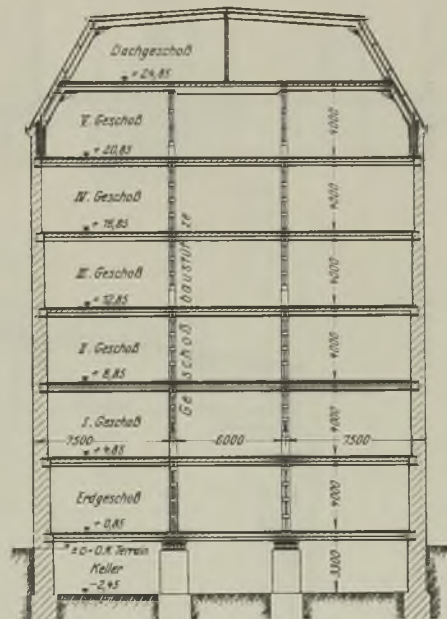 Dachgeschoß
+ 24,85
V. Geschoß
4000
+ 20,85
IV. Geschoß
4000
+ 16,85
III. Geschoß
4000
+ 12,85
Geschoßbaustütze
II. Geschoß
4000
+ 8,85
I. Geschoß
4000
7500
6000
7500
+ 4,85
Erdgeschoß
4000
+ 0,85
* = 0 - O.K. Terrain
Keller
3300
-2,45